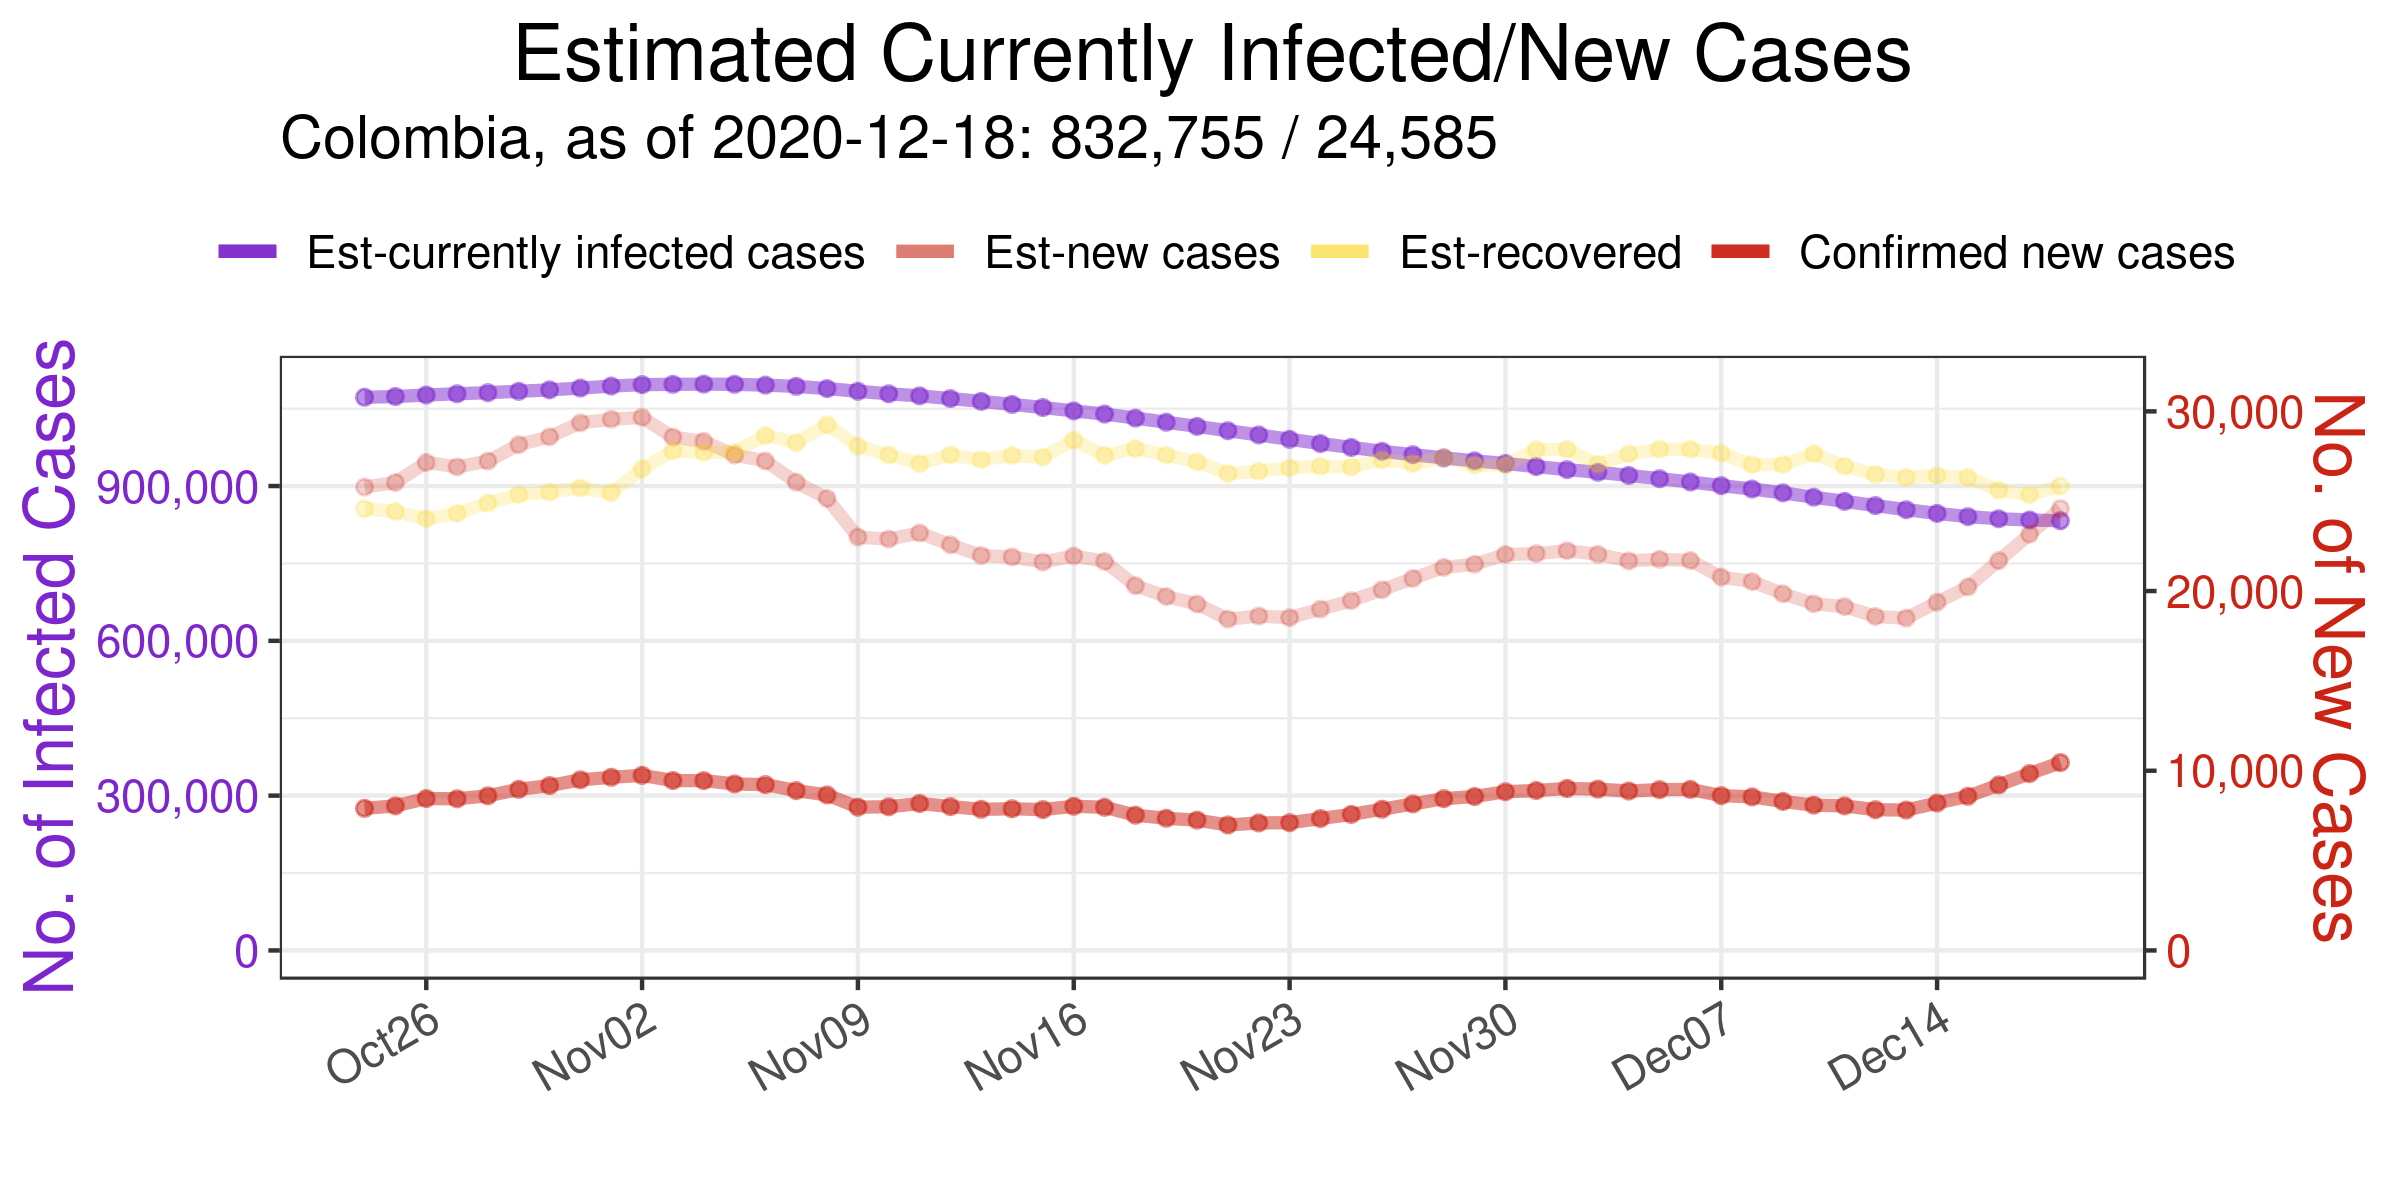 Estimated Currently Infected/New Cases
Colombia, as of 2020-12-18: 832,755 / 24,585
Est-currently infected cases Est-new cases Est-recovered Confirmed new cases
No. of Infected Cases
900,000
600,000
300,000
0
30,000
20,000
10,000
0
No. of New Cases
Oct26 Nov02 Nov09 Nov16 Nov23 Nov30 Dec07 Dec14